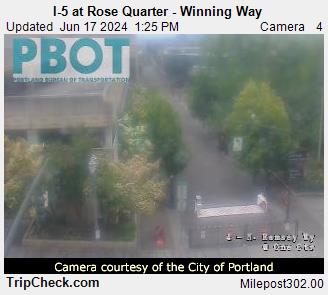 I-5 at Rose Quarter - Winning Way
Updated Jun 17 2024 1:25 PM Camera 4
PBOT
PORTLAND BUREAU OF TRANSPORTATION
Camera courtesy of the City of Portland
TripCheck.com Milepost302.00